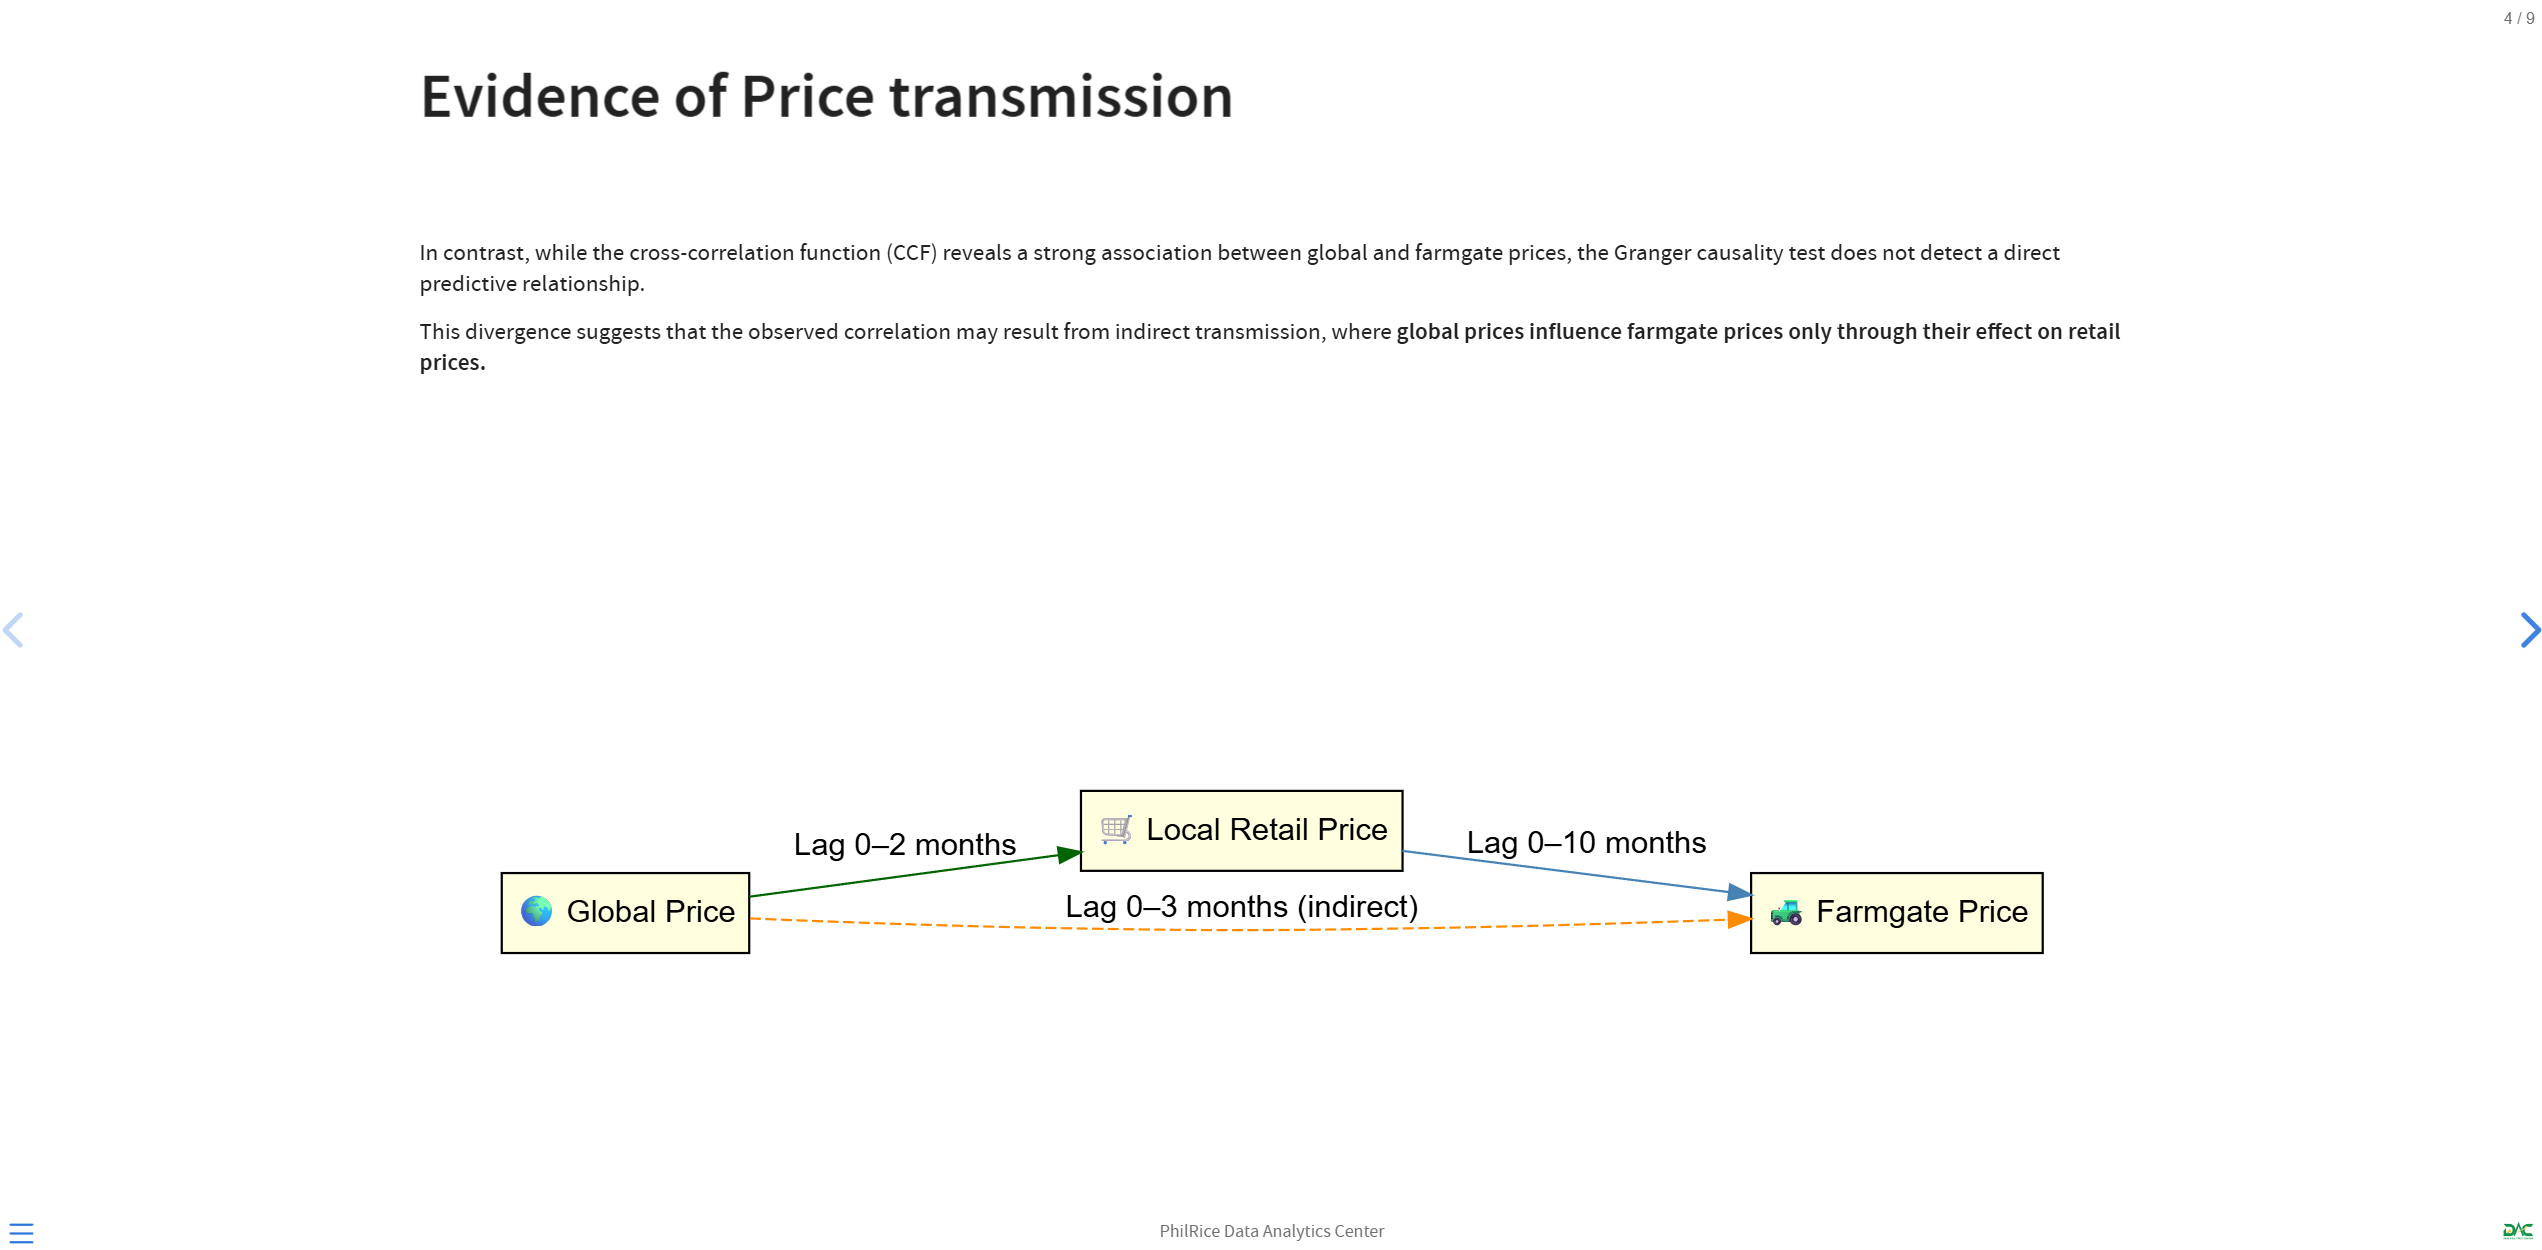 4 / 9
Evidence of Price transmission
In contrast, while the cross-correlation function (CCF) reveals a strong association between global and farmgate prices, the Granger causality test does not detect a direct
predictive relationship.
This divergence suggests that the observed correlation may result from indirect transmission, where global prices influence farmgate prices only through their effect on retail
prices.
Local Retail Price
Lag 0–2 months
Lag 0–10 months
Global Price
Lag 0–3 months (indirect)
Farmgate Price
PhilRice Data Analytics Center
DAC